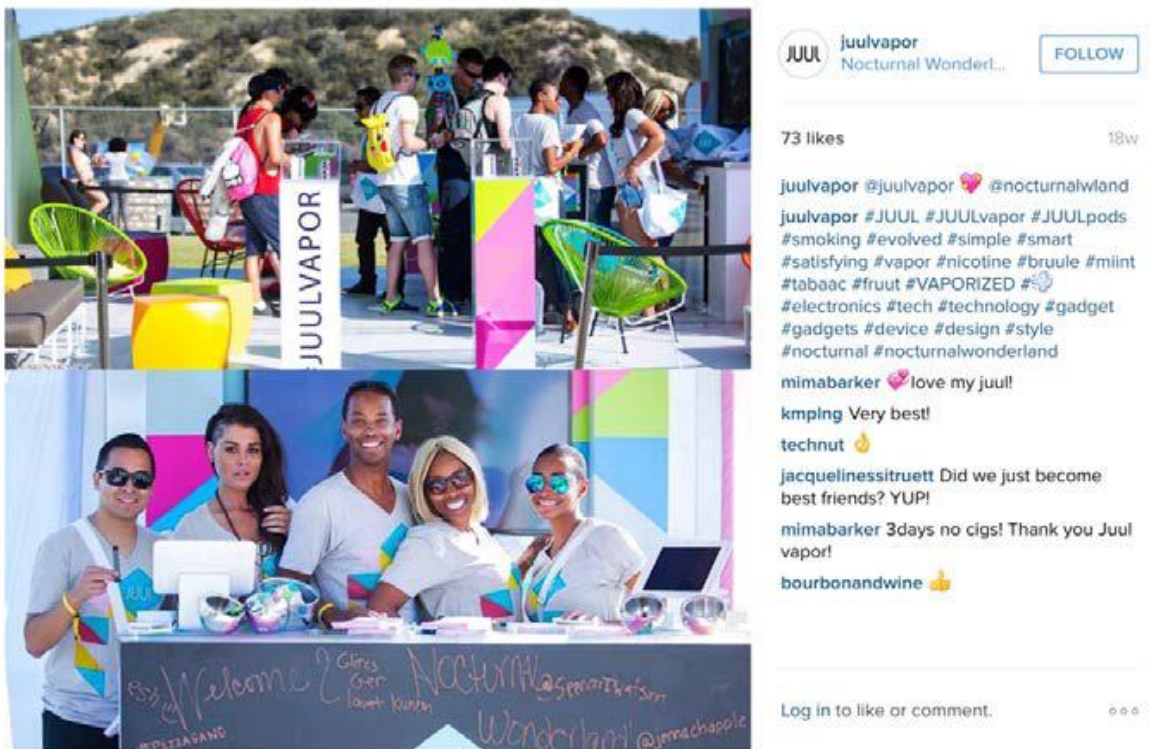 #JUULVAPOR
JUUL
Welcome 2
Nocturnal
Wonderland
@jemachapple
JUUL
juulvapor
Nocturnal Wonderl...
FOLLOW
73 likes
18w
juulvapor @juulvapor 💖 @nocturnalwland
juulvapor #JUUL #JUULvapor #JUULpods
#smoking #evolved #simple #smart
#satisfying #vapor #nicotine #bruule #miint
#tabaac #fruut #VAPORIZED #💨
#electronics #tech #technology #gadget
#gadgets #device #design #style
#nocturnal #nocturnalwonderland
mimabarker 💞love my juul!
kmplng Very best!
technut 👌
jacquelinessitruett Did we just become
best friends? YUP!
mimabarker 3days no cigs! Thank you Juul
vapor!
bourbonandwine 👍
Log in to like or comment.